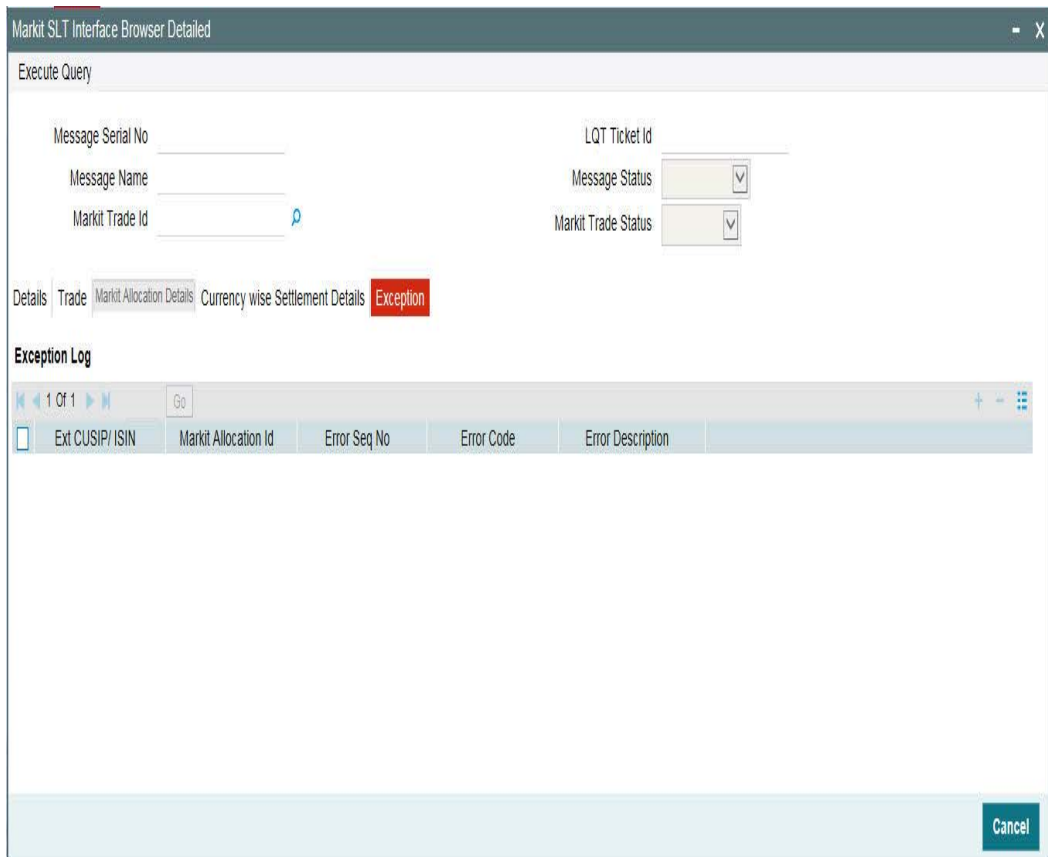 Markit SLT Interface Browser Detailed - X
Execute Query
Message Serial No
LQT Ticket Id
Message Name
Message Status
Markit Trade Id
Markit Trade Status
Details Trade Markit Allocation Details Currency wise Settlement Details Exception
Exception Log
1 Of 1 Go
Ext CUSIP/ ISIN Markit Allocation Id Error Seq No Error Code Error Description
Cancel